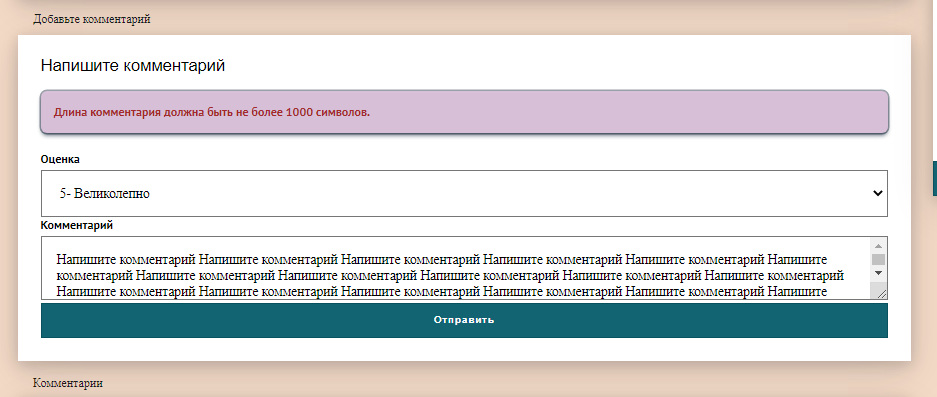 Добавьте комментарий
Напишите комментарий
Длина комментария должна быть не более 1000 символов.
Оценка
5- Великолепно
Комментарий
Напишите комментарий Напишите комментарий Напишите комментарий Напишите комментарий Напишите комментарий Напишите
комментарий Напишите комментарий Напишите комментарий Напишите комментарий Напишите комментарий Напишите комментарий
Напишите комментарий Напишите комментарий Напишите комментарий Напишите комментарий Напишите комментарий Напишите
Отправить
Комментарии